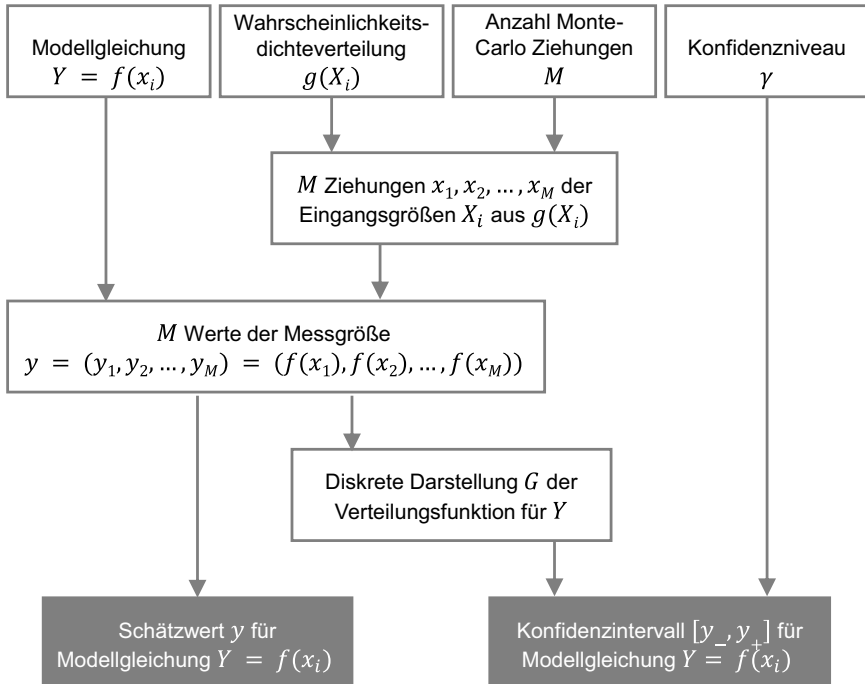 Modellgleichung
Y = f(x_i)
Wahrscheinlichkeits-
dichteverteilung
g(X_i)
Anzahl Monte-
Carlo Ziehungen
M
Konfidenzniveau
γ
M Ziehungen x_1, x_2, ..., x_M der
Eingangsgrößen X_i aus g(X_i)
M Werte der Messgröße
y = (y_1, y_2, ..., y_M) = (f(x_1), f(x_2), ..., f(x_M))
Diskrete Darstellung G der
Verteilungsfunktion für Y
Schätzwert y für
Modellgleichung Y = f(x_i)
Konfidenzintervall [y_−, y_+] für
Modellgleichung Y = f(x_i)